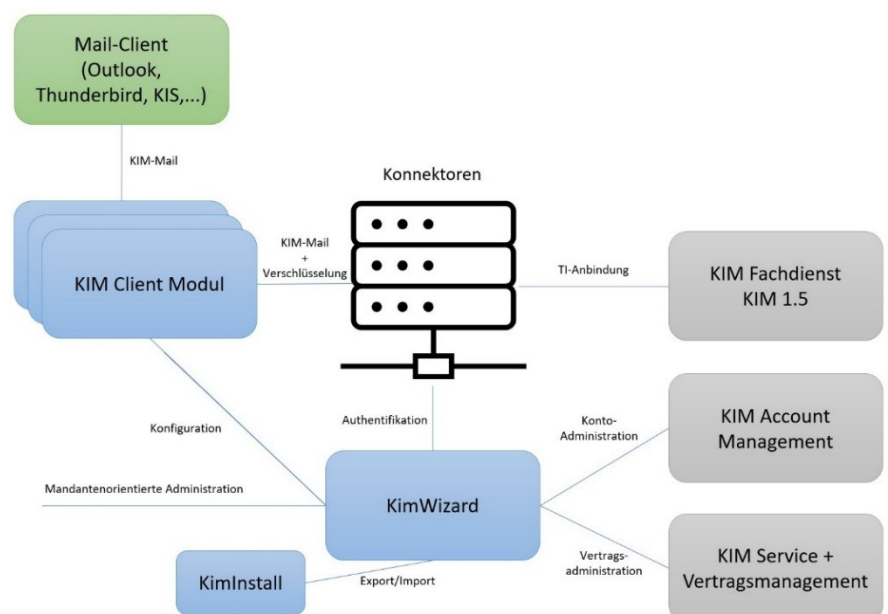 Mail-Client
(Outlook,
Thunderbird, KIS,...)
KIM-Mail
Konnektoren
KIM Client Modul
KIM-Mail
+
Verschlüsselung
TI-Anbindung
KIM Fachdienst
KIM 1.5
Konfiguration
Authentifikation
Konto-
Administration
KIM Account
Management
Mandantenorientierte Administration
KimWizard
KimInstall
Export/Import
Vertrags-
administration
KIM Service +
Vertragsmanagement